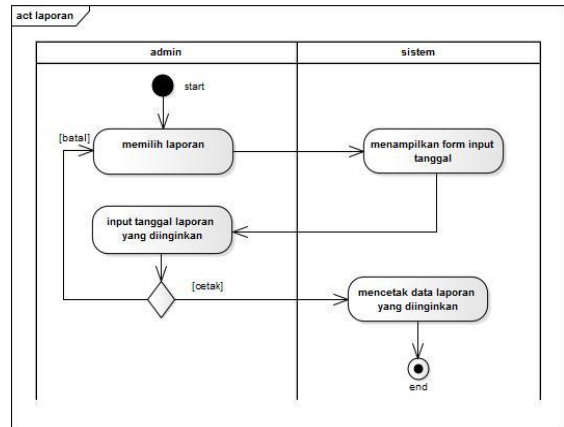 act laporan
admin
sistem
start
[batal]
memilih laporan
menampilkan form input
tanggal
input tanggal laporan
yang diinginkan
[cetak]
mencetak data laporan
yang diinginkan
end